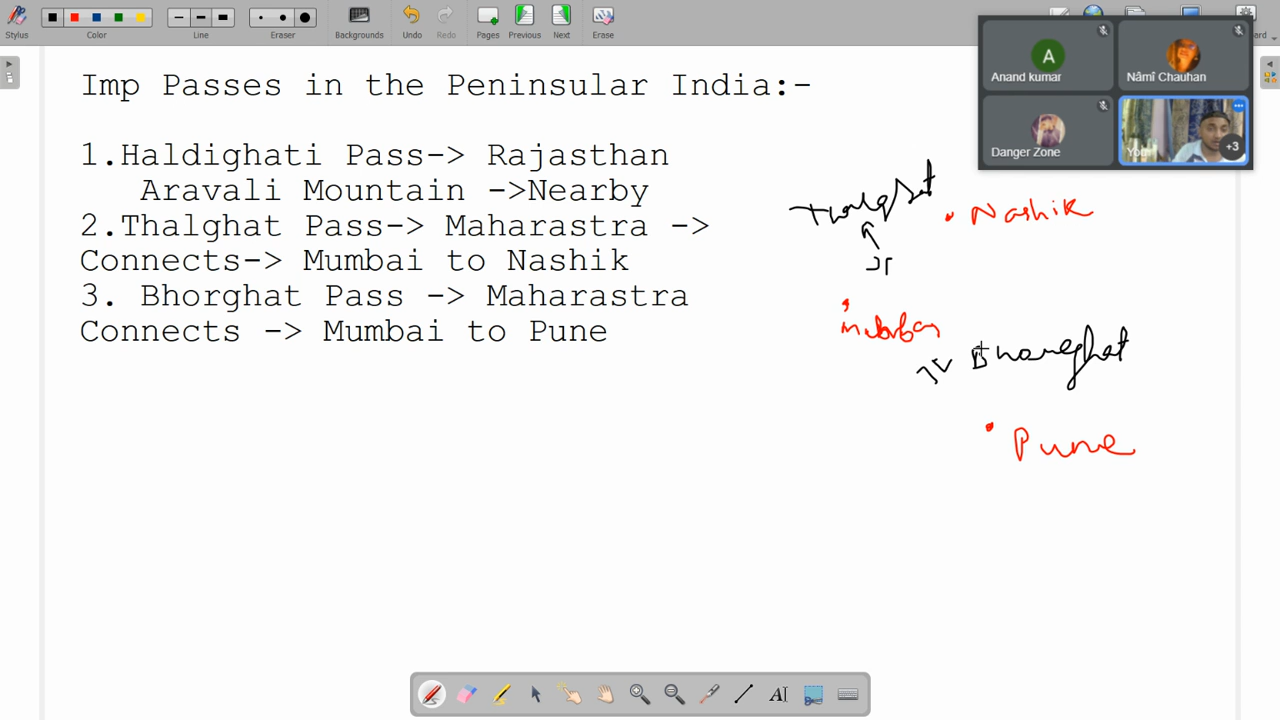 Stylus
Color
Line
Eraser
Backgrounds
Undo
Redo
Pages
Previous
Next
Erase
A
Anand kumar
Nâmî Chauhan
Danger Zone
You
+3
Imp Passes in the Peninsular India:-
1.Haldighati Pass-> Rajasthan
Aravali Mountain ->Nearby
2.Thalghat Pass-> Maharastra ->
Connects-> Mumbai to Nashik
3. Bhorghat Pass -> Maharastra
Connects -> Mumbai to Pune
Thalghat
Nashik
Bhorghat
Pune